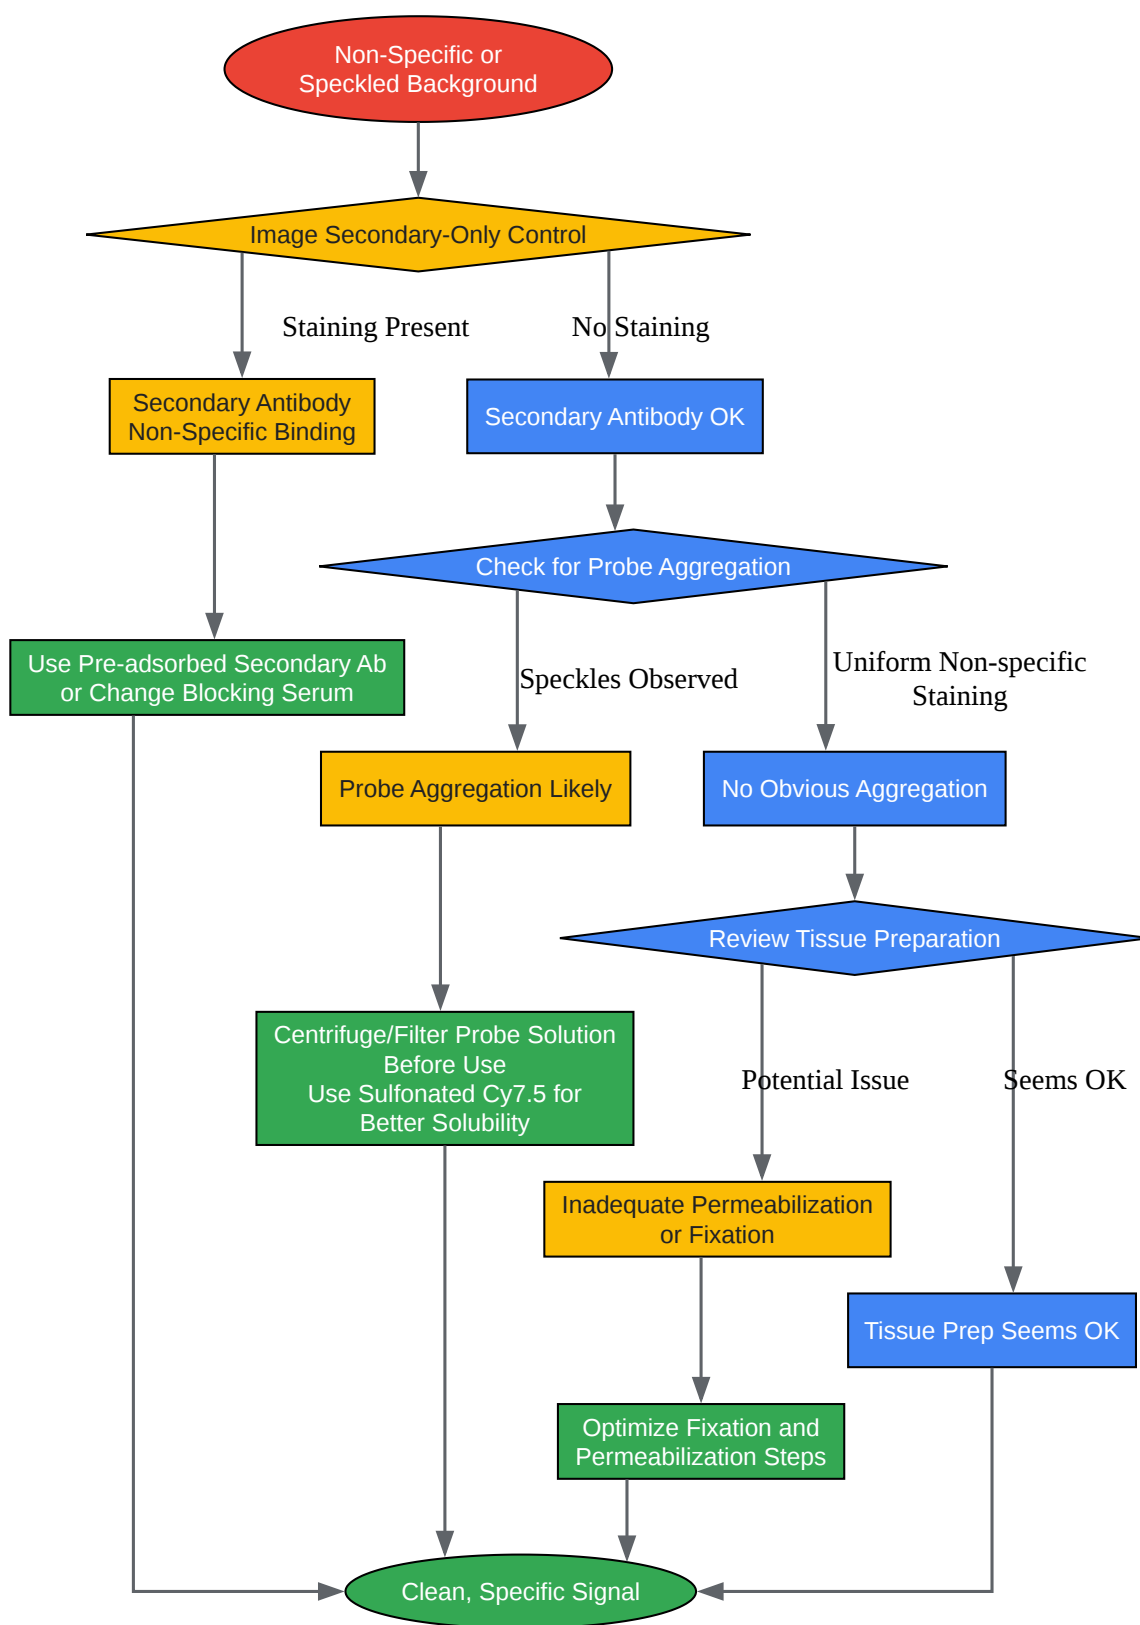 Non-Specific or
Speckled Background
Image Secondary-Only Control
Staining Present
No Staining
Secondary Antibody
Non-Specific Binding
Secondary Antibody OK
Check for Probe Aggregation
Use Pre-adsorbed Secondary Ab
or Change Blocking Serum
Speckles Observed
Uniform Non-specific
Staining
Probe Aggregation Likely
No Obvious Aggregation
Review Tissue Preparation
Centrifuge/Filter Probe Solution
Before Use
Use Sulfonated Cy7.5 for
Better Solubility
Potential Issue
Seems OK
Inadequate Permeabilization
or Fixation
Tissue Prep Seems OK
Optimize Fixation and
Permeabilization Steps
Clean, Specific Signal